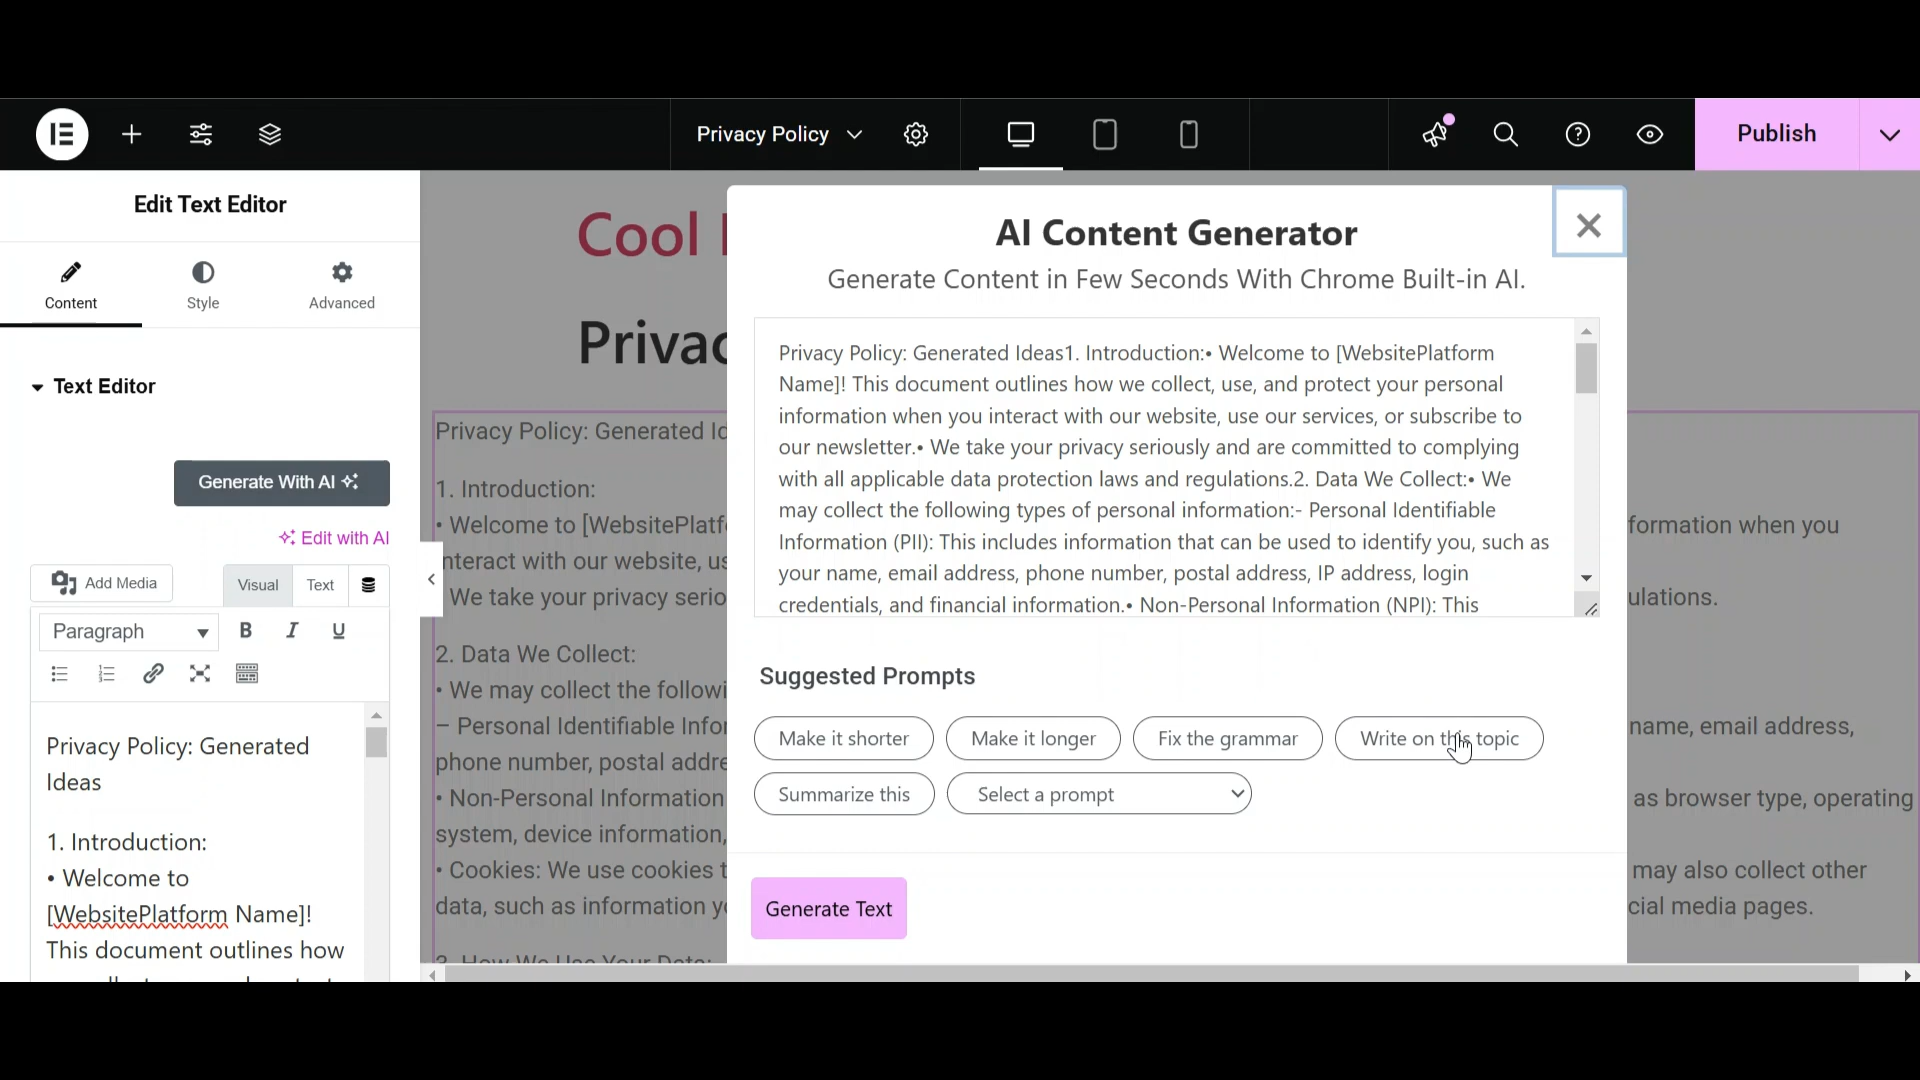 Privacy Policy
Publish
Edit Text Editor
Content
Style
Advanced
Text Editor
Generate With AI
Edit with AI
Add Media
Visual
Text
Paragraph
B
I
U
Privacy Policy: Generated
Ideas
1. Introduction:
• Welcome to
[WebsitePlatform Name]!
This document outlines how
Cool
Privac
Privacy Policy: Generated Id
1. Introduction:
• Welcome to [WebsitePlatf
nteract with our website, us
We take your privacy serio
2. Data We Collect:
• We may collect the followi
– Personal Identifiable Infor
phone number, postal addre
• Non-Personal Information
system, device information,
• Cookies: We use cookies t
data, such as information yo
3. How We Use Your Data:
AI Content Generator
Generate Content in Few Seconds With Chrome Built-in AI.
Privacy Policy: Generated Ideas1. Introduction:• Welcome to [WebsitePlatform
Name]! This document outlines how we collect, use, and protect your personal
information when you interact with our website, use our services, or subscribe to
our newsletter.• We take your privacy seriously and are committed to complying
with all applicable data protection laws and regulations.2. Data We Collect:• We
may collect the following types of personal information:- Personal Identifiable
Information (PII): This includes information that can be used to identify you, such as
your name, email address, phone number, postal address, IP address, login
credentials, and financial information.• Non-Personal Information (NPI): This
Suggested Prompts
Make it shorter
Make it longer
Fix the grammar
Write on this topic
Summarize this
Select a prompt
Generate Text
formation when you
ulations.
name, email address,
as browser type, operating
may also collect other
cial media pages.